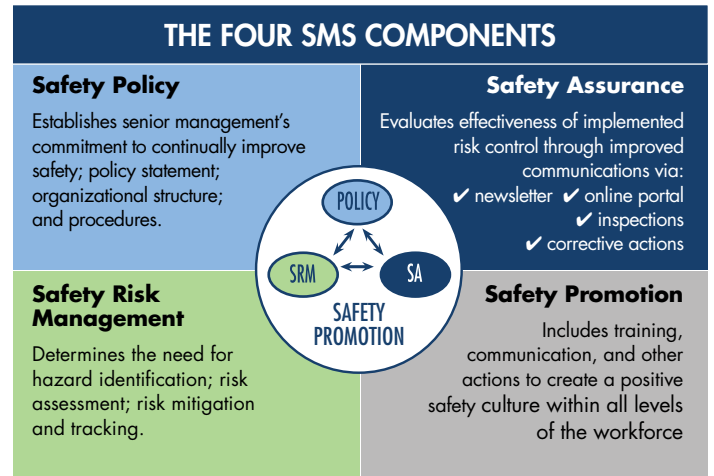 THE FOUR SMS COMPONENTS
Safety Policy
Establishes senior management's
commitment to continually improve
safety; policy statement;
organizational structure;
and procedures.
Safety Assurance
Evaluates effectiveness of implemented
risk control through improved
communications via:
✔ newsletter ✔ online portal
✔ inspections
✔ corrective actions
POLICY
SRM
SA
SAFETY
PROMOTION
Safety Risk
Management
Determines the need for
hazard identification; risk
assessment; risk mitigation
and tracking.
Safety Promotion
Includes training,
communication, and other
actions to create a positive
safety culture within all levels
of the workforce